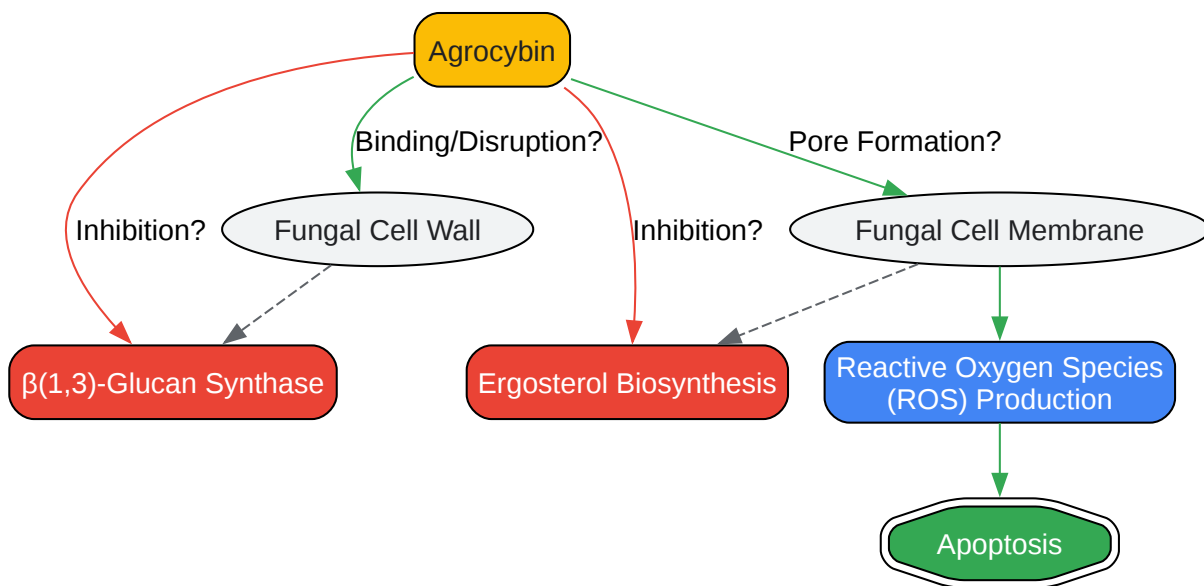 Agrocybin
Binding/Disruption?
Pore Formation?
Inhibition?
Fungal Cell Wall
Inhibition?
Fungal Cell Membrane
β(1,3)-Glucan Synthase
Ergosterol Biosynthesis
Reactive Oxygen Species
(ROS) Production
Apoptosis